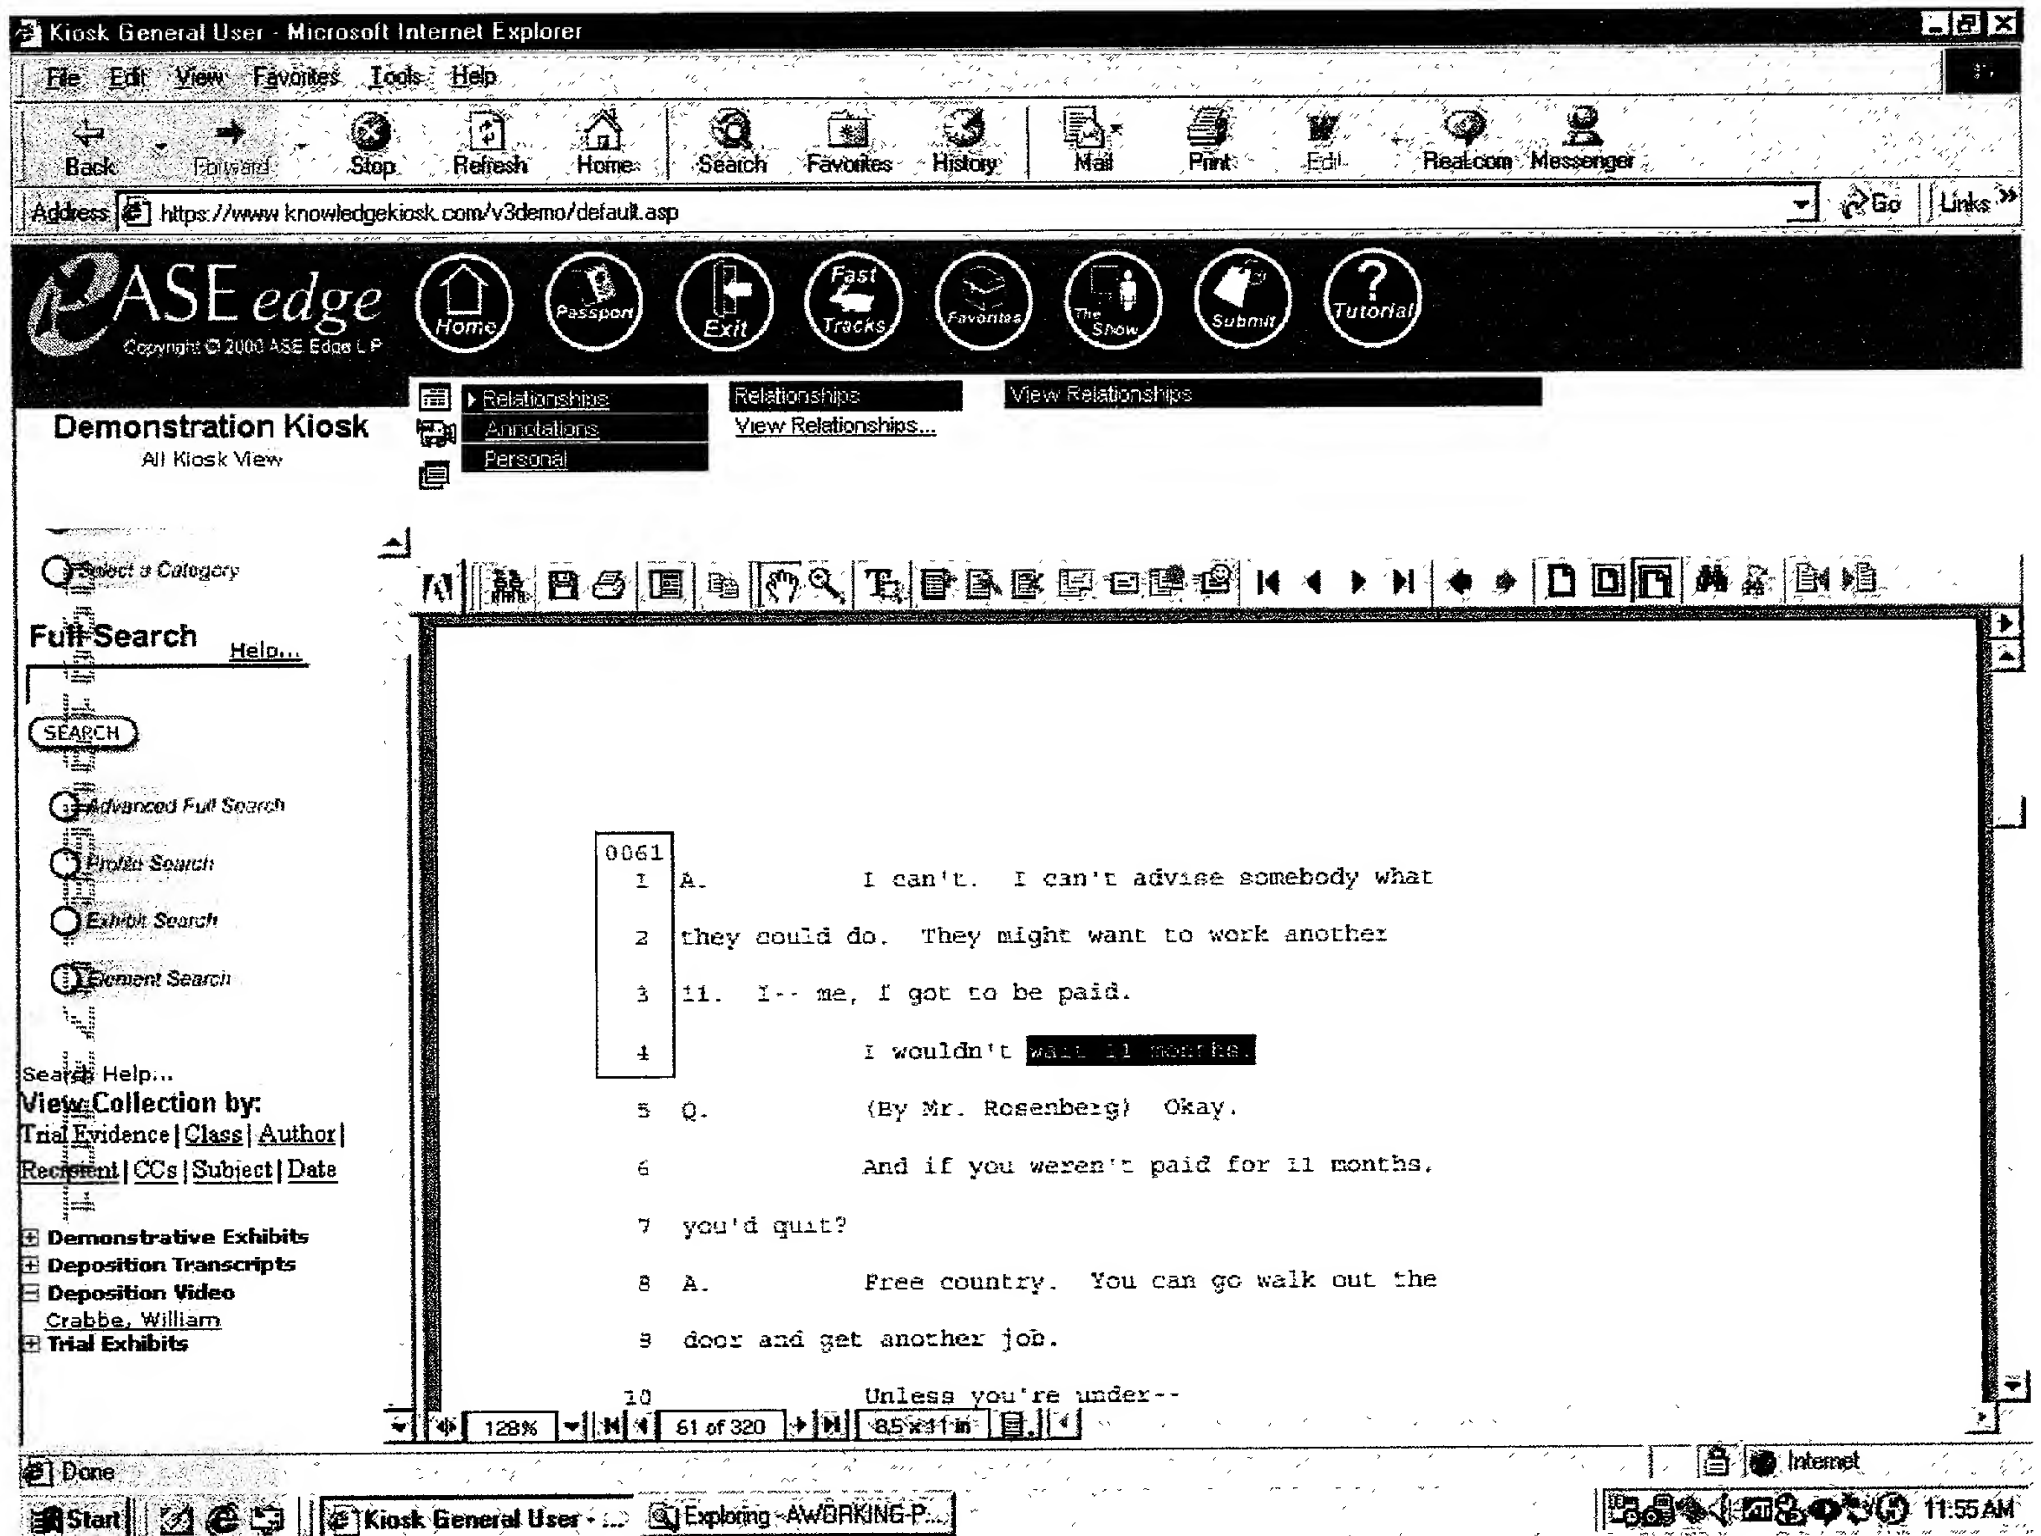 Kiosk General User - Microsoft Internet Explorer
File Edit View Favorites Tools Help
Back Forward Stop Refresh Home Search Favorites History Mail Print Edit Real.com Messenger
Address https://www.knowledgekiosk.com/v3demo/default.asp Go Links »
ASE edge
Copyright © 2000 ASE Edge L P
Home Passport Exit Fast Tracks Favorites The Show Submit ? Tutorial
Relationships Relationships View Relationships
Annotations View Relationships...
Personal
Demonstration Kiosk
All Kiosk View
Select a Category
Full Search Help...
SEARCH
Advanced Full Search
Profile Search
Exhibit Search
Element Search
Search Help...
View Collection by:
Trial Evidence | Class | Author |
Recipient | CCs | Subject | Date
Demonstrative Exhibits
Deposition Transcripts
Deposition Video
Crabbe, William
Trial Exhibits
0061
1 A. I can't. I can't advise somebody what
2 they could do. They might want to work another
3 11. I-- me, I got to be paid.
4 I wouldn't wait 11 months.
5 Q. (By Mr. Rosenberg) Okay.
6 And if you weren't paid for 11 months,
7 you'd quit?
8 A. Free country. You can go walk out the
9 door and get another job.
10 Unless you're under--
128% 61 of 320 8.5 x 11 in
Done Internet
Start Kiosk General User - ... Exploring - AWORKING-P... 11:55 AM